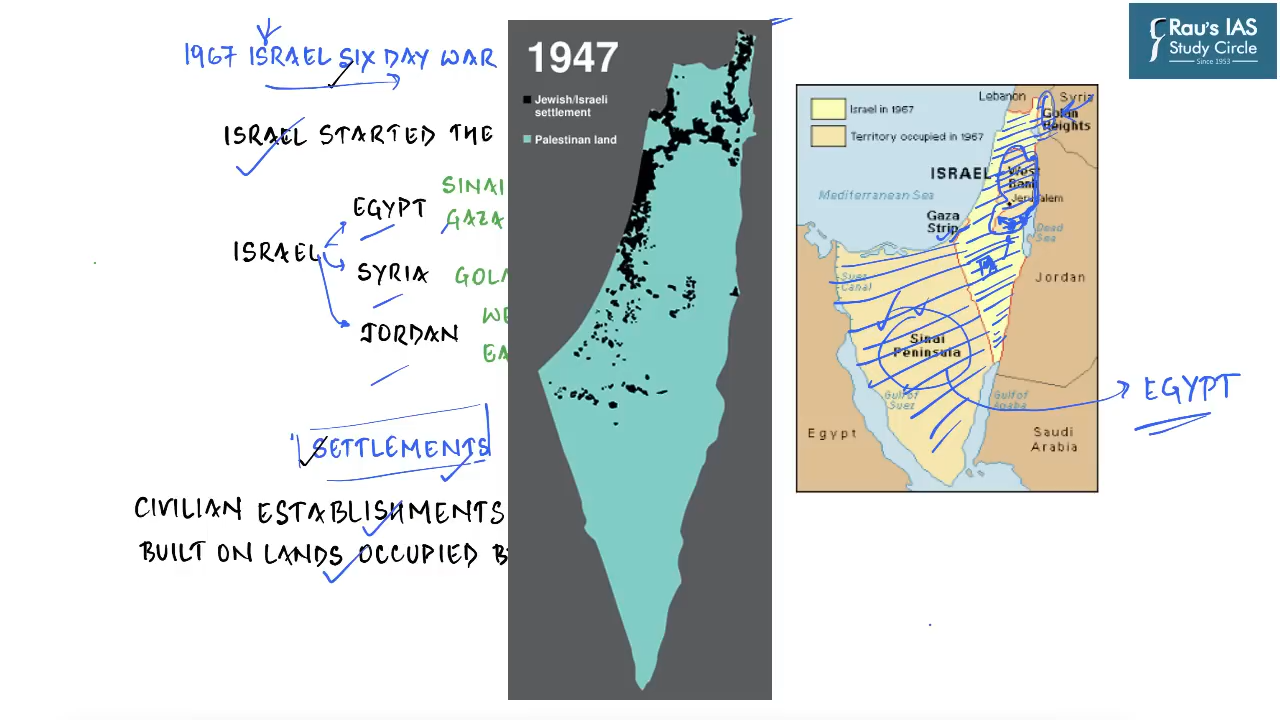 1967 ISRAEL SIX DAY WAR
ISRAEL STARTED THE
ISRAEL
EGYPT
SYRIA
JORDAN
SINAI
GAZA
SETTLEMENTS
CIVILIAN ESTABLISHMENTS
BUILT ON LANDS OCCUPIED
1947
Jewish/Israeli
settlement
Palestinan land
Rau's IAS
Study Circle
Since 1953
Israel in 1967
Territory occupied in 1967
Lebanon
Syria
Golan
Heights
ISRAEL
West
Bank
Jerusalem
Mediterranean Sea
Gaza
Strip
Dead
Sea
Suez
Canal
Jordan
Sinai
Peninsula
Gulf of
Suez
Gulf of
Aqaba
Egypt
Saudi
Arabia
EGYPT